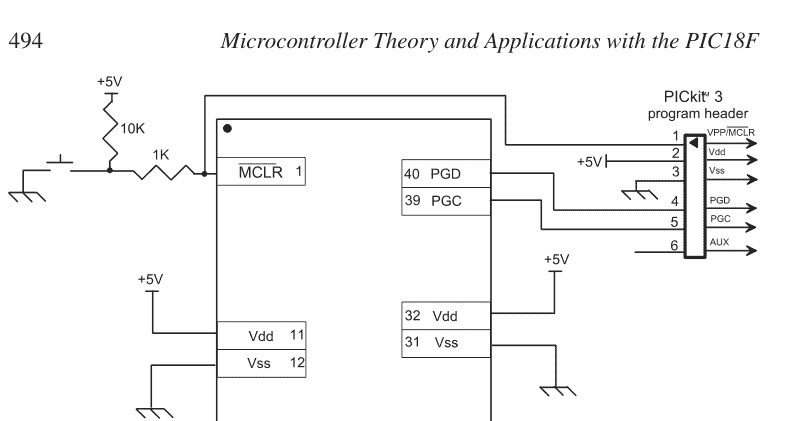 494 Microcontroller Theory and Applications with the PIC18F
+5V
10K
1K
MCLR 1
40 PGD
39 PGC
PICkit™ 3
program header
1 VPP/MCLR
+5V 2 Vdd
3 Vss
4 PGD
5 PGC
6 AUX
+5V
Vdd 11
Vss 12
+5V
32 Vdd
31 Vss